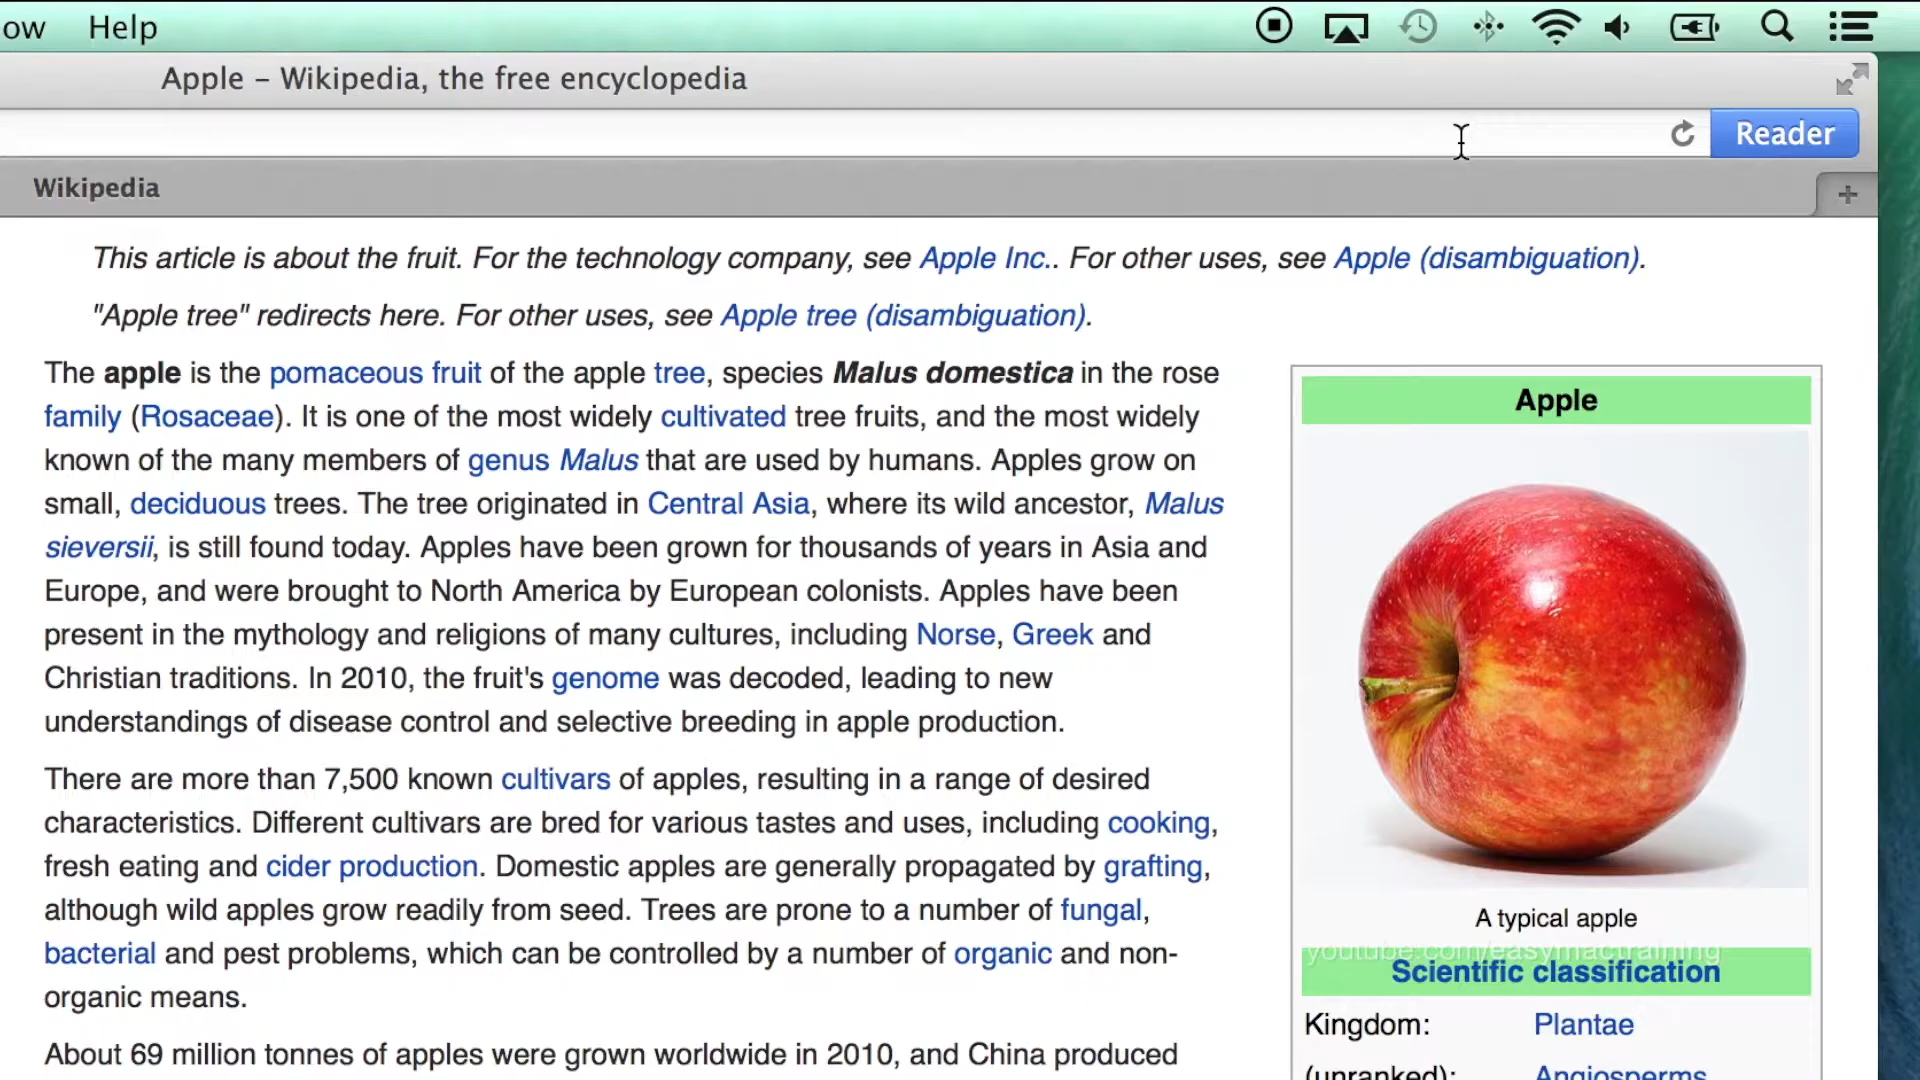 ow Help
Apple – Wikipedia, the free encyclopedia
Reader
Wikipedia
This article is about the fruit. For the technology company, see Apple Inc.. For other uses, see Apple (disambiguation).
"Apple tree" redirects here. For other uses, see Apple tree (disambiguation).
The apple is the pomaceous fruit of the apple tree, species Malus domestica in the rose
family (Rosaceae). It is one of the most widely cultivated tree fruits, and the most widely
known of the many members of genus Malus that are used by humans. Apples grow on
small, deciduous trees. The tree originated in Central Asia, where its wild ancestor, Malus
sieversii, is still found today. Apples have been grown for thousands of years in Asia and
Europe, and were brought to North America by European colonists. Apples have been
present in the mythology and religions of many cultures, including Norse, Greek and
Christian traditions. In 2010, the fruit's genome was decoded, leading to new
understandings of disease control and selective breeding in apple production.
There are more than 7,500 known cultivars of apples, resulting in a range of desired
characteristics. Different cultivars are bred for various tastes and uses, including cooking,
fresh eating and cider production. Domestic apples are generally propagated by grafting,
although wild apples grow readily from seed. Trees are prone to a number of fungal,
bacterial and pest problems, which can be controlled by a number of organic and non-
organic means.
About 69 million tonnes of apples were grown worldwide in 2010, and China produced
Apple
A typical apple
youtube.com/easymactraining
Scientific classification
Kingdom: Plantae
(unranked): Angiosperms